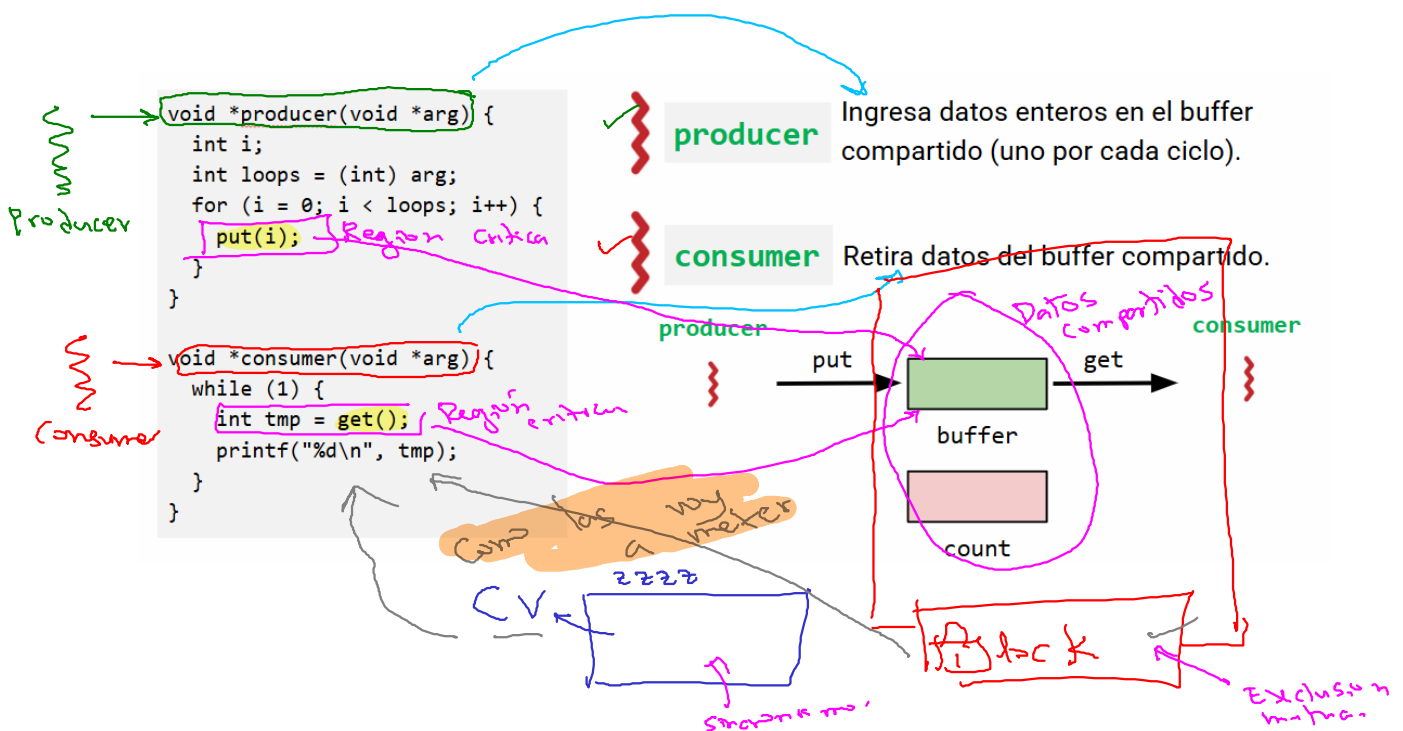 void *producer(void *arg) {
int i;
int loops = (int) arg;
for (i = 0; i < loops; i++) {
put(i);
Region Critica
}
}
Producer
void *consumer(void *arg) {
while (1) {
int tmp = get();
Región critica
printf("%d\n", tmp);
}
}
Consumer
producer
Ingresa datos enteros en el buffer
compartido (uno por cada ciclo).
consumer
Retira datos del buffer compartido.
Datos
compartidos
producer
consumer
put
get
buffer
count
Como los voy
a meter
zzzz
CV
lock
Exclusion